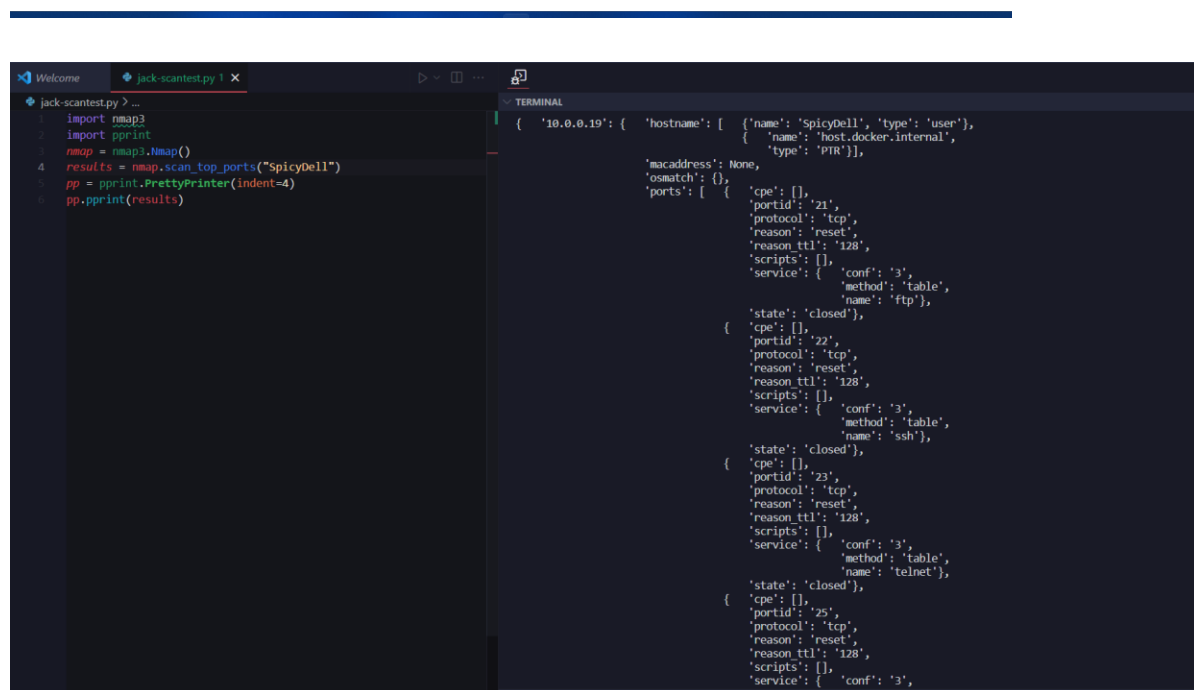 Welcome
jack-scantest.py 1
jack-scantest.py > ...
1 import nmap3
2 import pprint
3 nmap = nmap3.Nmap()
4 results = nmap.scan_top_ports("SpicyDell")
5 pp = pprint.PrettyPrinter(indent=4)
6 pp.pprint(results)
TERMINAL
{ '10.0.0.19': { 'hostname': [ {'name': 'SpicyDell', 'type': 'user'},
{ 'name': 'host.docker.internal',
'type': 'PTR'}],
'macaddress': None,
'osmatch': {},
'ports': [ { 'cpe': [],
'portid': '21',
'protocol': 'tcp',
'reason': 'reset',
'reason_ttl': '128',
'scripts': [],
'service': { 'conf': '3',
'method': 'table',
'name': 'ftp'},
'state': 'closed'},
{ 'cpe': [],
'portid': '22',
'protocol': 'tcp',
'reason': 'reset',
'reason_ttl': '128',
'scripts': [],
'service': { 'conf': '3',
'method': 'table',
'name': 'ssh'},
'state': 'closed'},
{ 'cpe': [],
'portid': '23',
'protocol': 'tcp',
'reason': 'reset',
'reason_ttl': '128',
'scripts': [],
'service': { 'conf': '3',
'method': 'table',
'name': 'telnet'},
'state': 'closed'},
{ 'cpe': [],
'portid': '25',
'protocol': 'tcp',
'reason': 'reset',
'reason_ttl': '128',
'scripts': [],
'service': { 'conf': '3',